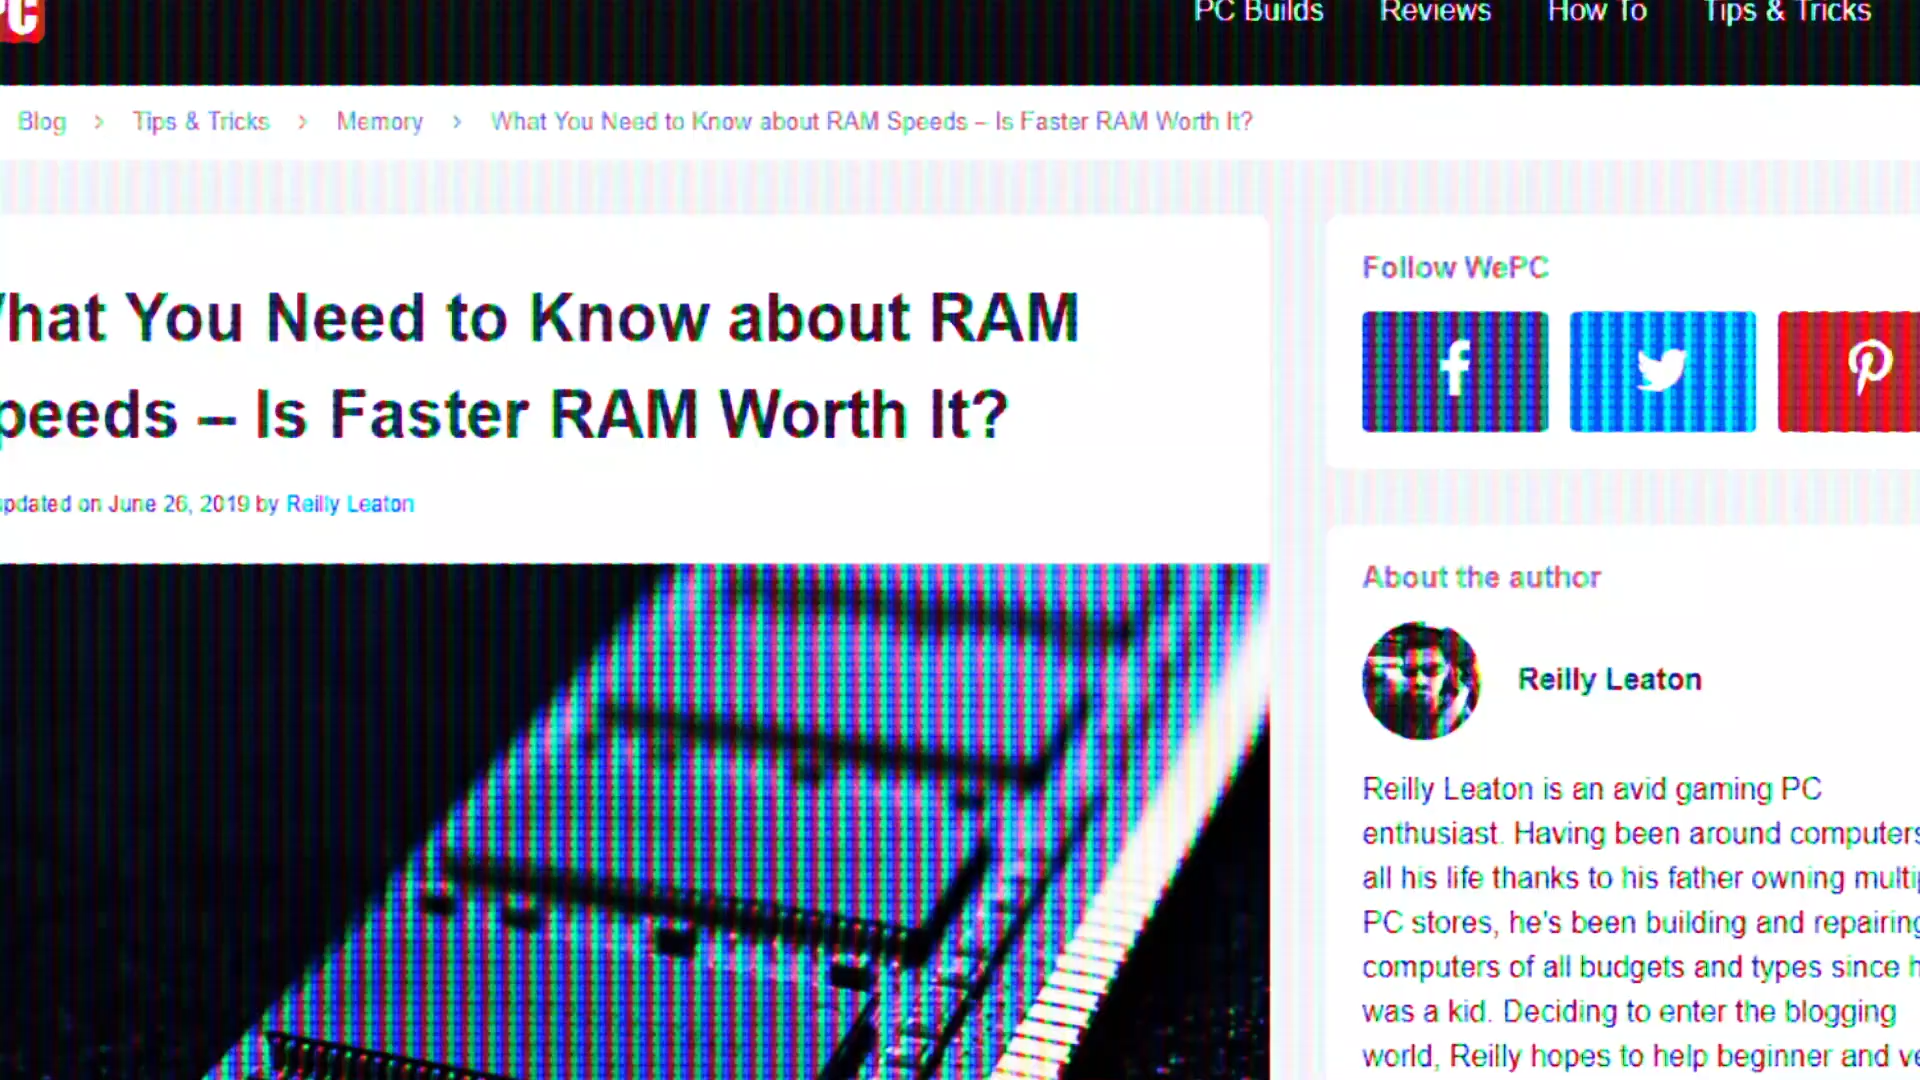 PC
PC Builds Reviews How To Tips & Tricks
Blog > Tips & Tricks > Memory > What You Need to Know about RAM Speeds – Is Faster RAM Worth It?
hat You Need to Know about RAM
peeds – Is Faster RAM Worth It?
updated on June 26, 2019 by Reilly Leaton
Follow WePC
About the author
Reilly Leaton
Reilly Leaton is an avid gaming PC
enthusiast. Having been around computers
all his life thanks to his father owning multip
PC stores, he's been building and repairing
computers of all budgets and types since h
was a kid. Deciding to enter the blogging
world, Reilly hopes to help beginner and ve